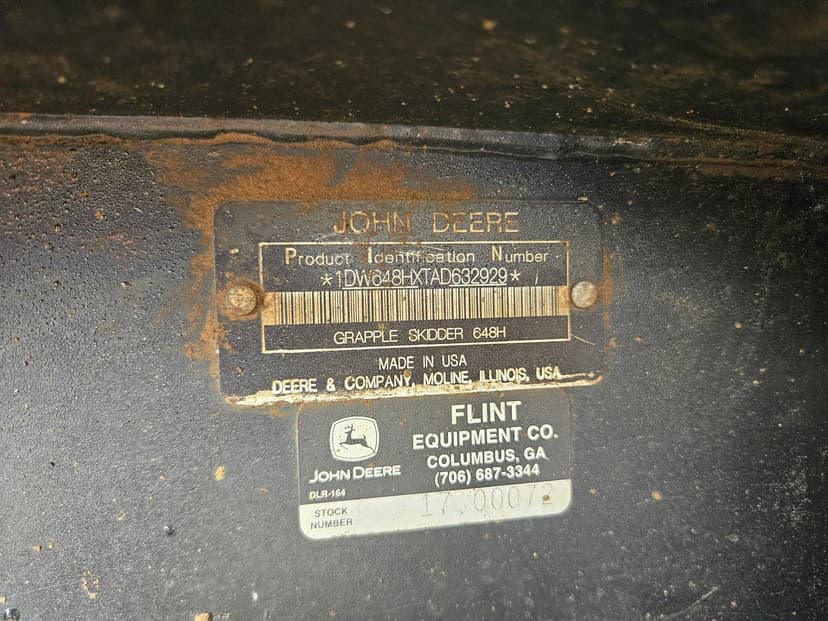 JOHN DEERE
Product Identification Number
*1DW648HXTAD632929*
GRAPPLE SKIDDER 648H
MADE IN USA
DEERE & COMPANY, MOLINE, ILLINOIS, USA
FLINT
EQUIPMENT CO.
COLUMBUS, GA
(706) 687-3344
JOHN DEERE
DLR-164
STOCK
NUMBER